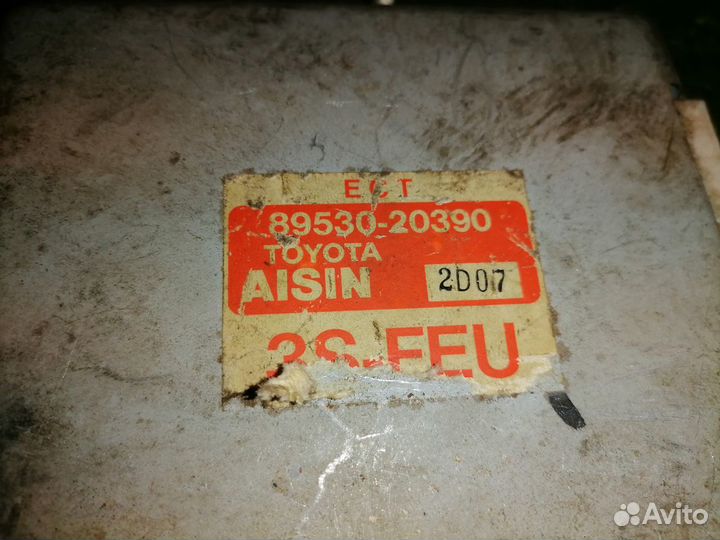 ECT
89530-20390
TOYOTA
AISIN 2D07
3S-FEU
Avito